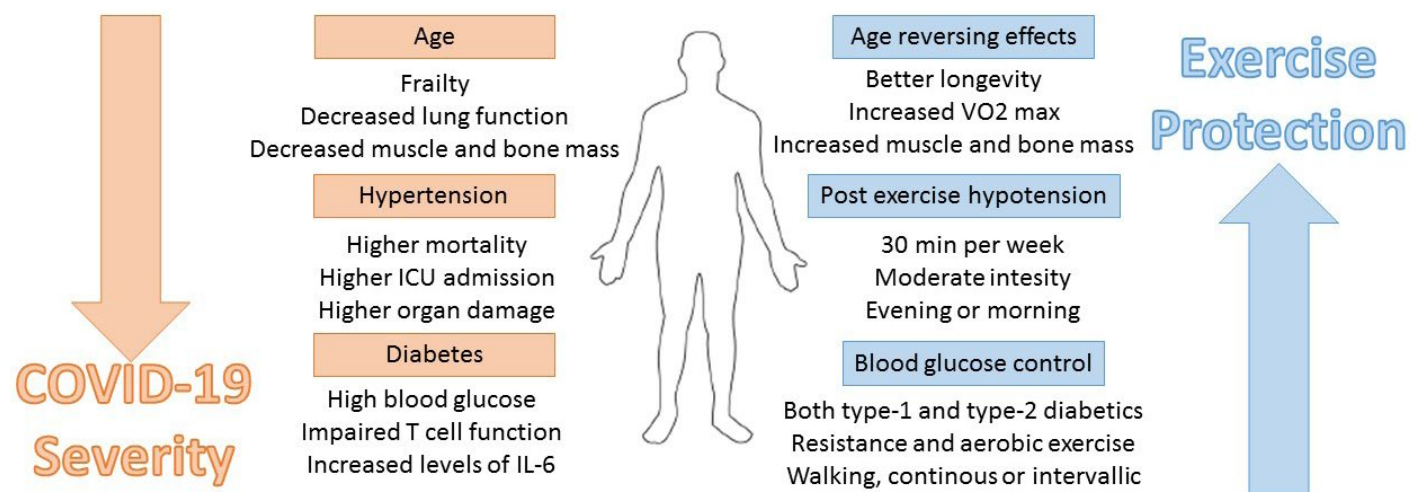 Age
Frailty
Decreased lung function
Decreased muscle and bone mass
Hypertension
Higher mortality
Higher ICU admission
Higher organ damage
Diabetes
High blood glucose
Impaired T cell function
Increased levels of IL-6
COVID-19
Severity
Age reversing effects
Better longevity
Increased VO2 max
Increased muscle and bone mass
Post exercise hypotension
30 min per week
Moderate intesity
Evening or morning
Blood glucose control
Both type-1 and type-2 diabetics
Resistance and aerobic exercise
Walking, continous or intervallic
Exercise
Protection